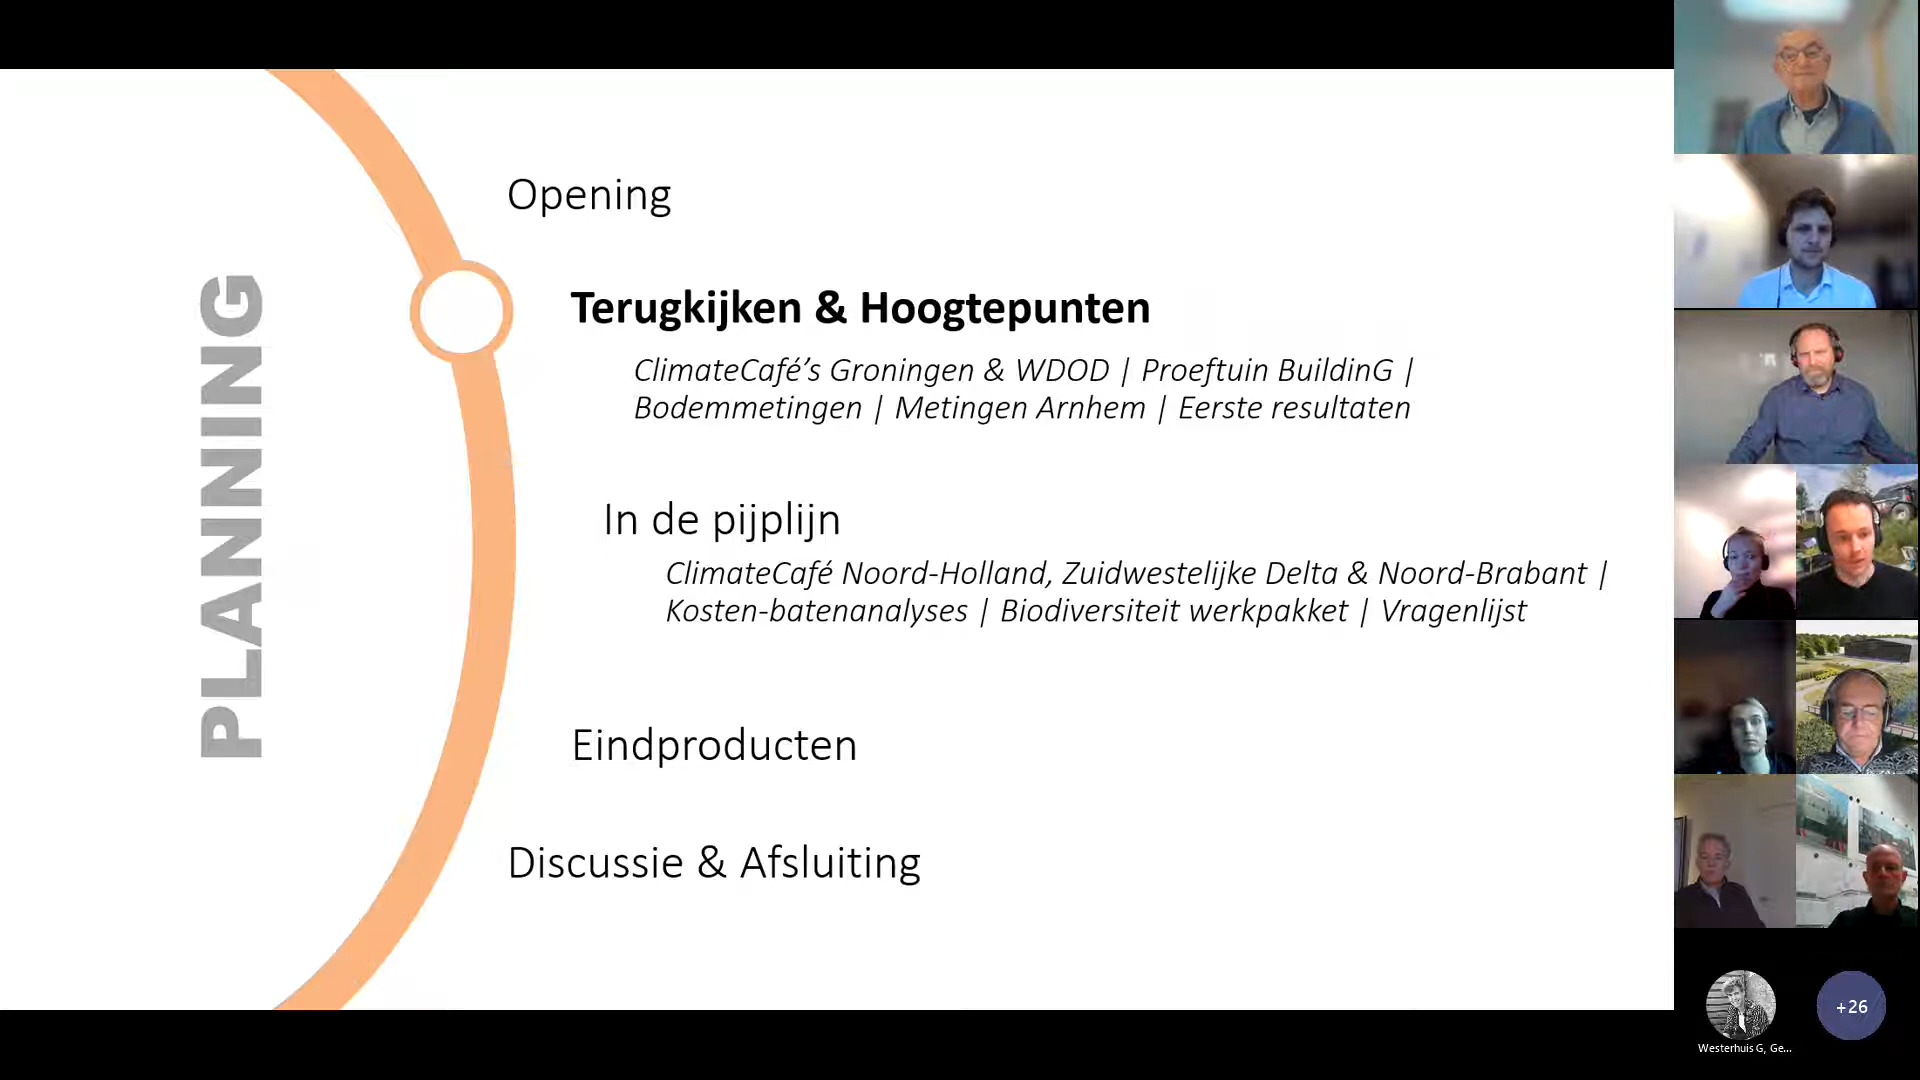 PLANNING
Opening
Terugkijken & Hoogtepunten
ClimateCafé’s Groningen & WDOD | Proeftuin BuildinG |
Bodemmetingen | Metingen Arnhem | Eerste resultaten
In de pijplijn
ClimateCafé Noord-Holland, Zuidwestelijke Delta & Noord-Brabant |
Kosten-batenanalyses | Biodiversiteit werkpakket | Vragenlijst
Eindproducten
Discussie & Afsluiting
+26
Westerhuis G, Ge...